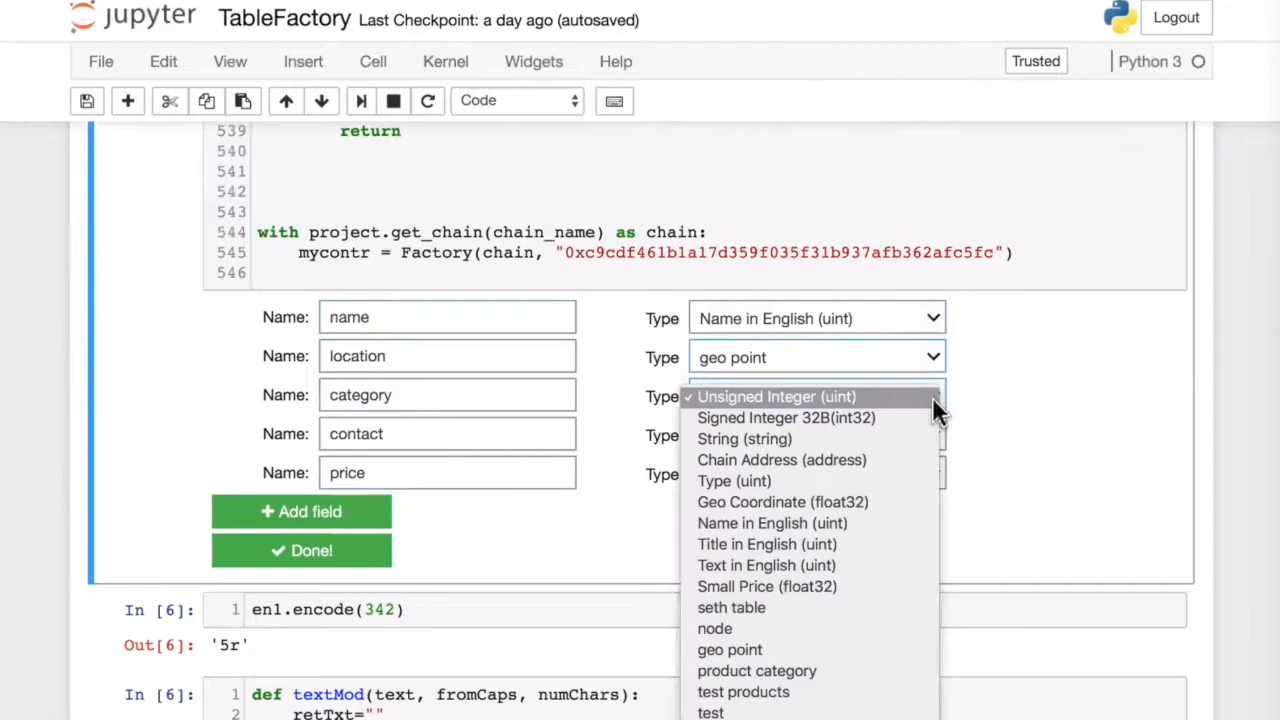 jupyter TableFactory Last Checkpoint: a day ago (autosaved) Logout
File Edit View Insert Cell Kernel Widgets Help Trusted Python 3
Code
539 return
540
541
542
543
544 with project.get_chain(chain_name) as chain:
545 mycontr = Factory(chain, "0xc9cdf461b1a17d359f035f31b937afb362afc5fc")
546
Name: name Type Name in English (uint)
Name: location Type geo point
Name: category Type ✓ Unsigned Integer (uint)
Signed Integer 32B(int32)
Name: contact Type String (string)
Chain Address (address)
Name: price Type Type (uint)
Geo Coordinate (float32)
+ Add field Name in English (uint)
Title in English (uint)
✓ Done! Text in English (uint)
Small Price (float32)
seth table
node
geo point
product category
test products
test
In [6]: 1 en1.encode(342)
Out[6]: '5r'
In [6]: 1 def textMod(text, fromCaps, numChars):
2 retTxt=""